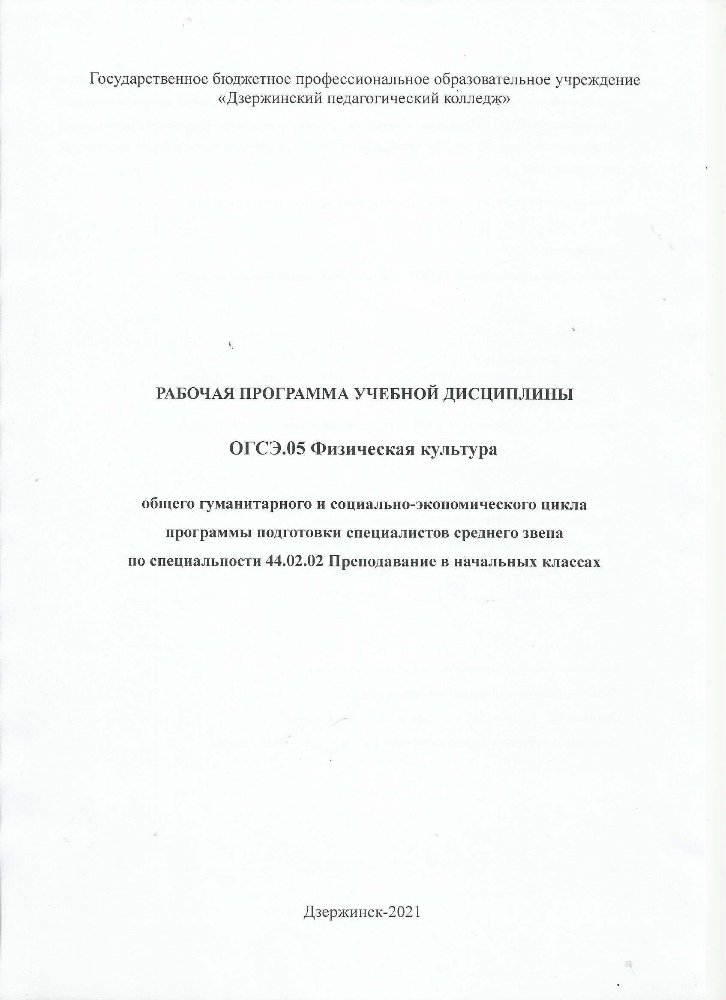 Государственное бюджетное профессиональное образовательное учреждение
«Дзержинский педагогический колледж»
РАБОЧАЯ ПРОГРАММА УЧЕБНОЙ ДИСЦИПЛИНЫ
ОГСЭ.05 Физическая культура
общего гуманитарного и социально-экономического цикла
программы подготовки специалистов среднего звена
по специальности 44.02.02 Преподавание в начальных классах
Дзержинск-2021